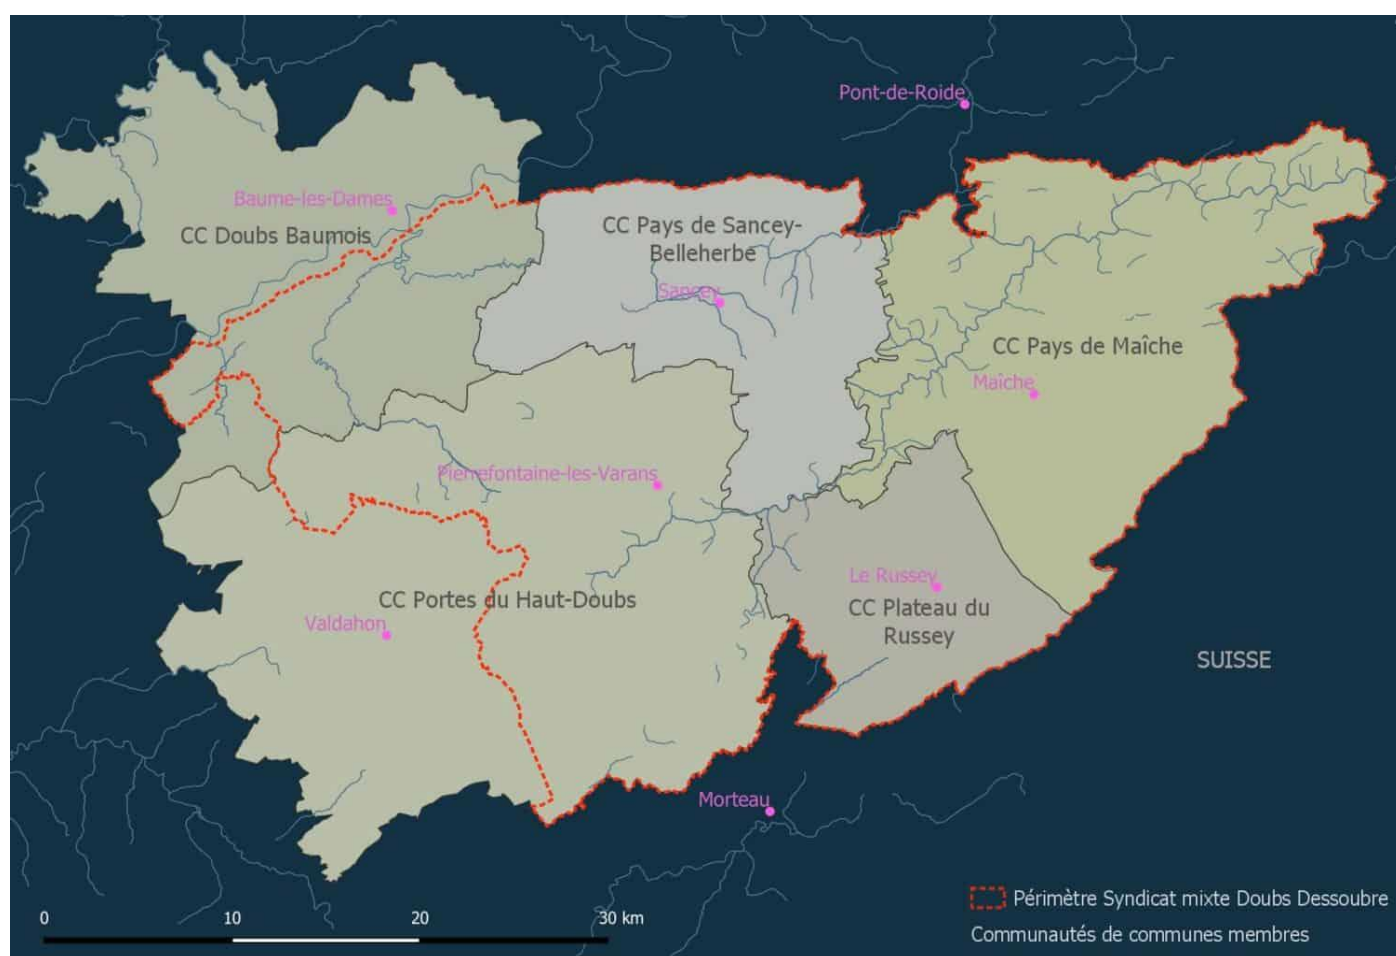 Pont-de-Roide
Baume-les-Dames
CC Doubs Baumois
CC Pays de Sancey-
Belleherbe
Sancey
CC Pays de Maîche
Maîche
Pierrefontaine-les-Varans
Le Russey
CC Plateau du
Russey
CC Portes du Haut-Doubs
Valdahon
SUISSE
Morteau
Périmètre Syndicat mixte Doubs Dessoubre
Communautés de communes membres
0 10 20 30 km